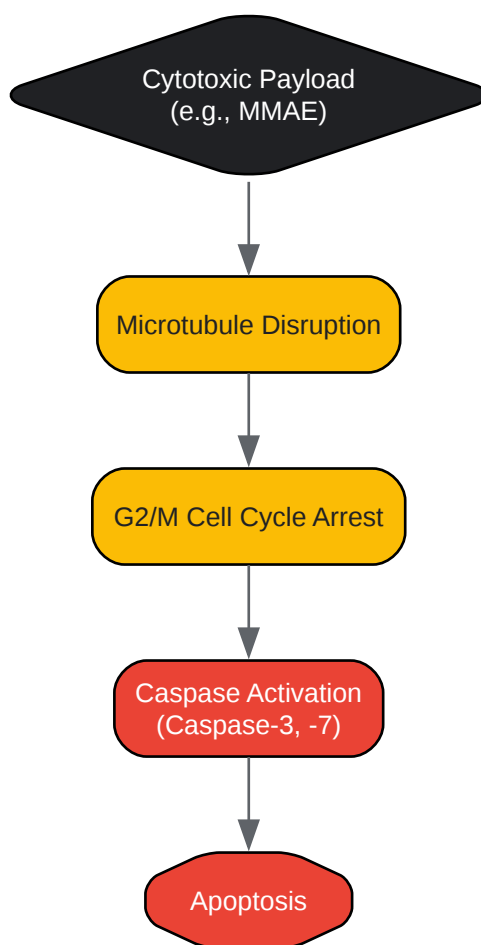 Cytotoxic Payload
(e.g., MMAE)
Microtubule Disruption
G2/M Cell Cycle Arrest
Caspase Activation
(Caspase-3, -7)
Apoptosis